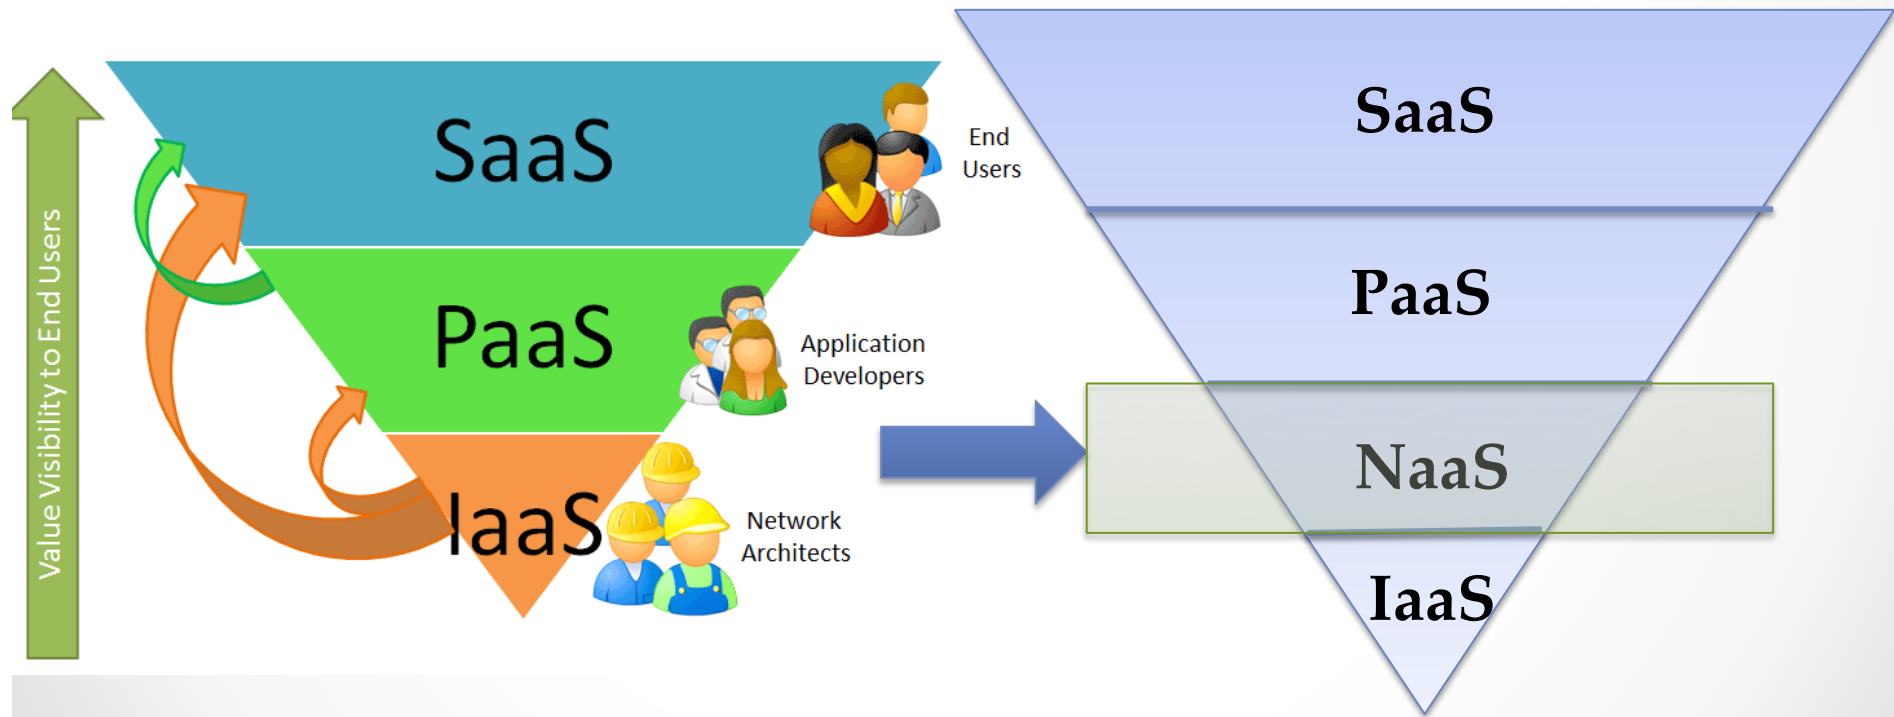 Value Visibility to End Users
SaaS
End
Users
PaaS
Application
Developers
IaaS
Network
Architects
SaaS
PaaS
NaaS
IaaS